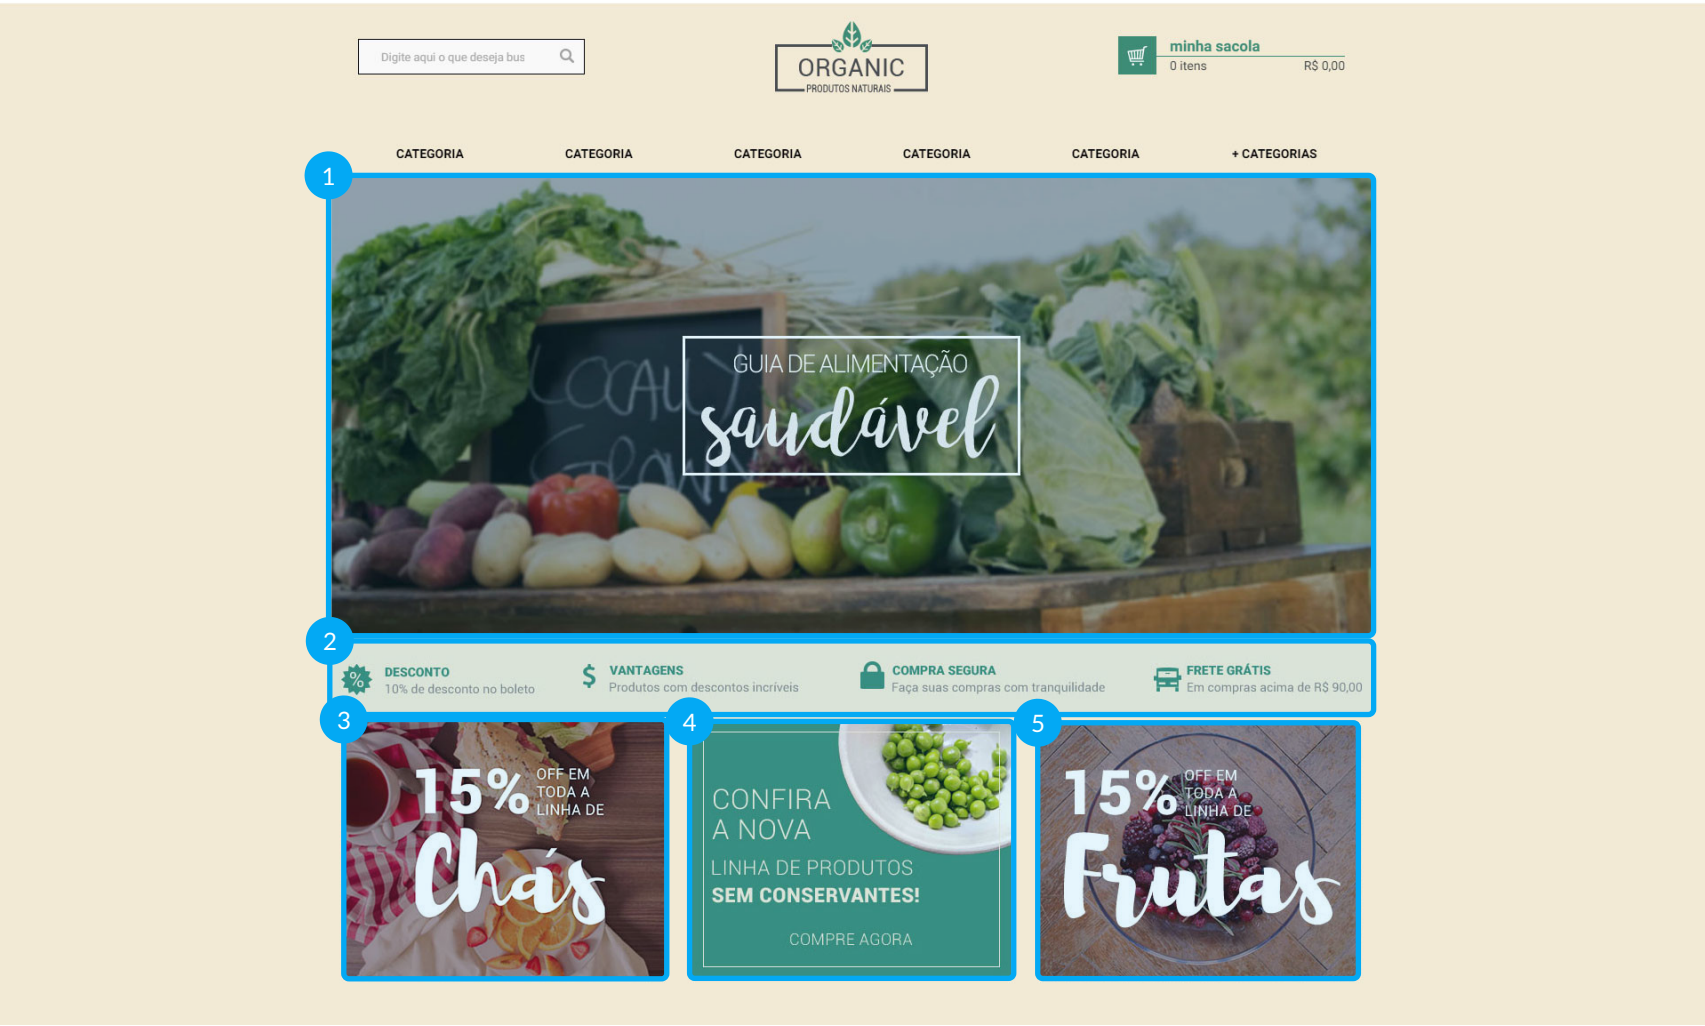 Digite aqui o que deseja bus
ORGANIC
PRODUTOS NATURAIS
minha sacola
0 itens R$ 0,00
CATEGORIA CATEGORIA CATEGORIA CATEGORIA CATEGORIA + CATEGORIAS
1
LOCALLY
GROWN
GUIA DE ALIMENTAÇÃO
saudável
2
DESCONTO
10% de desconto no boleto
VANTAGENS
Produtos com descontos incríveis
COMPRA SEGURA
Faça suas compras com tranquilidade
FRETE GRÁTIS
Em compras acima de R$ 90,00
3
15% OFF EM
TODA A
LINHA DE
Chás
4
CONFIRA
A NOVA
LINHA DE PRODUTOS
SEM CONSERVANTES!
COMPRE AGORA
5
15% OFF EM
TODA A
LINHA DE
Frutas